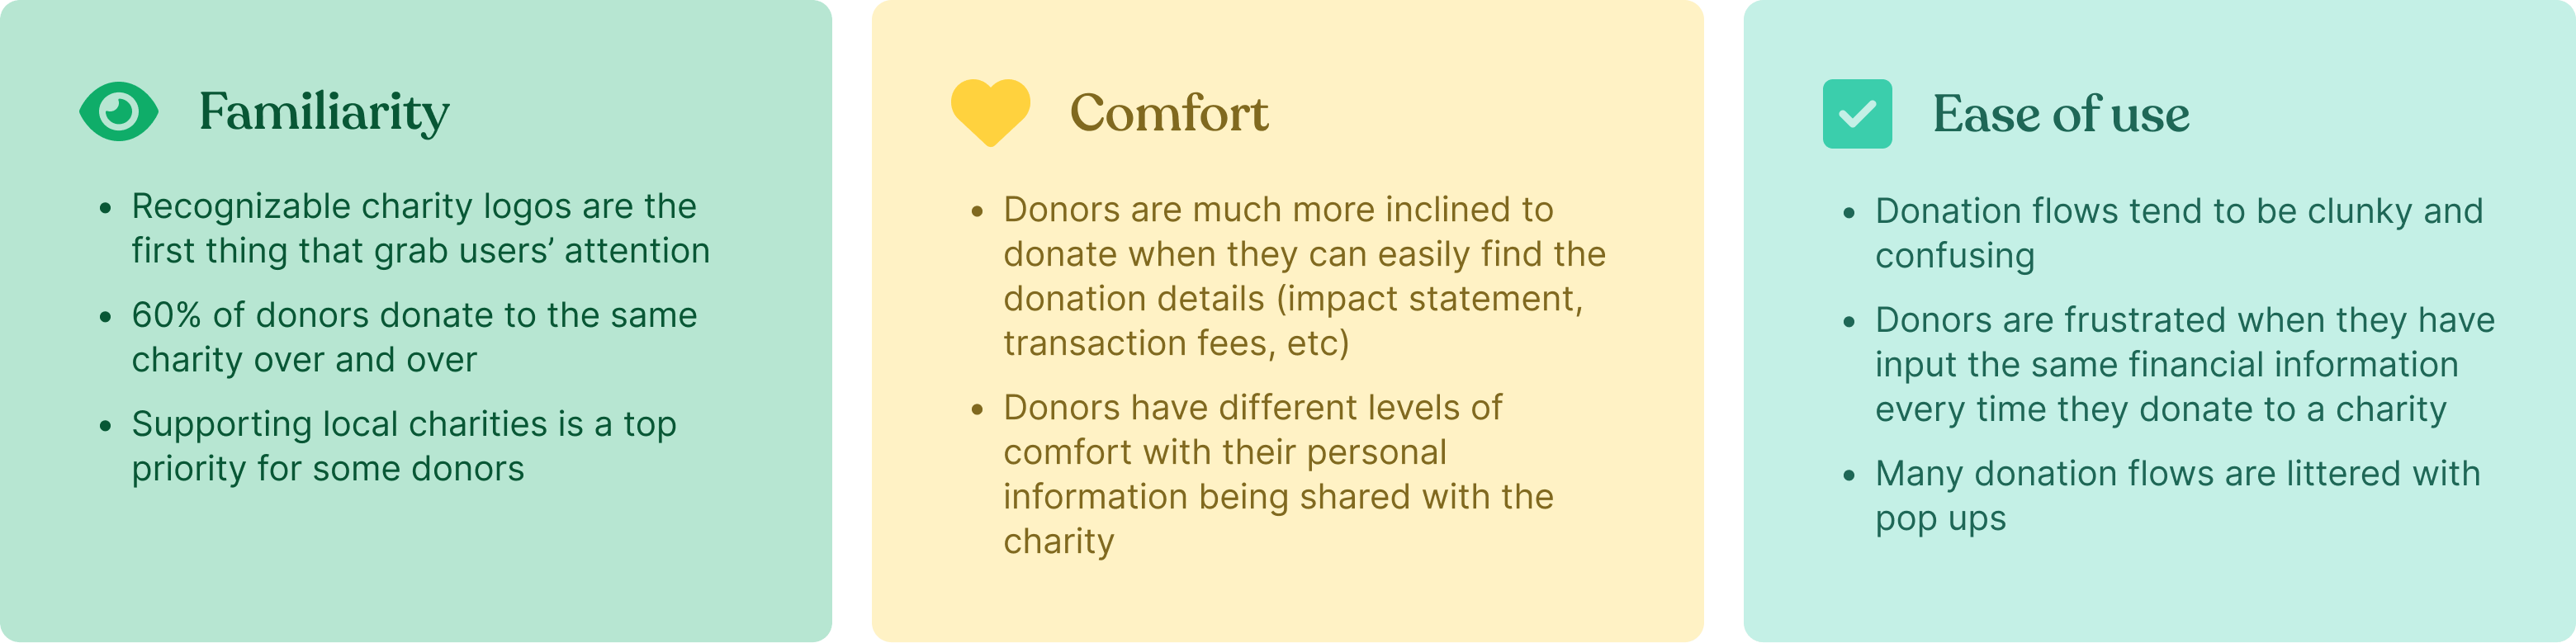 Familiarity
• Recognizable charity logos are the
first thing that grab users’ attention
• 60% of donors donate to the same
charity over and over
• Supporting local charities is a top
priority for some donors
Comfort
• Donors are much more inclined to
donate when they can easily find the
donation details (impact statement,
transaction fees, etc)
• Donors have different levels of
comfort with their personal
information being shared with the
charity
Ease of use
• Donation flows tend to be clunky and
confusing
• Donors are frustrated when they have
input the same financial information
every time they donate to a charity
• Many donation flows are littered with
pop ups